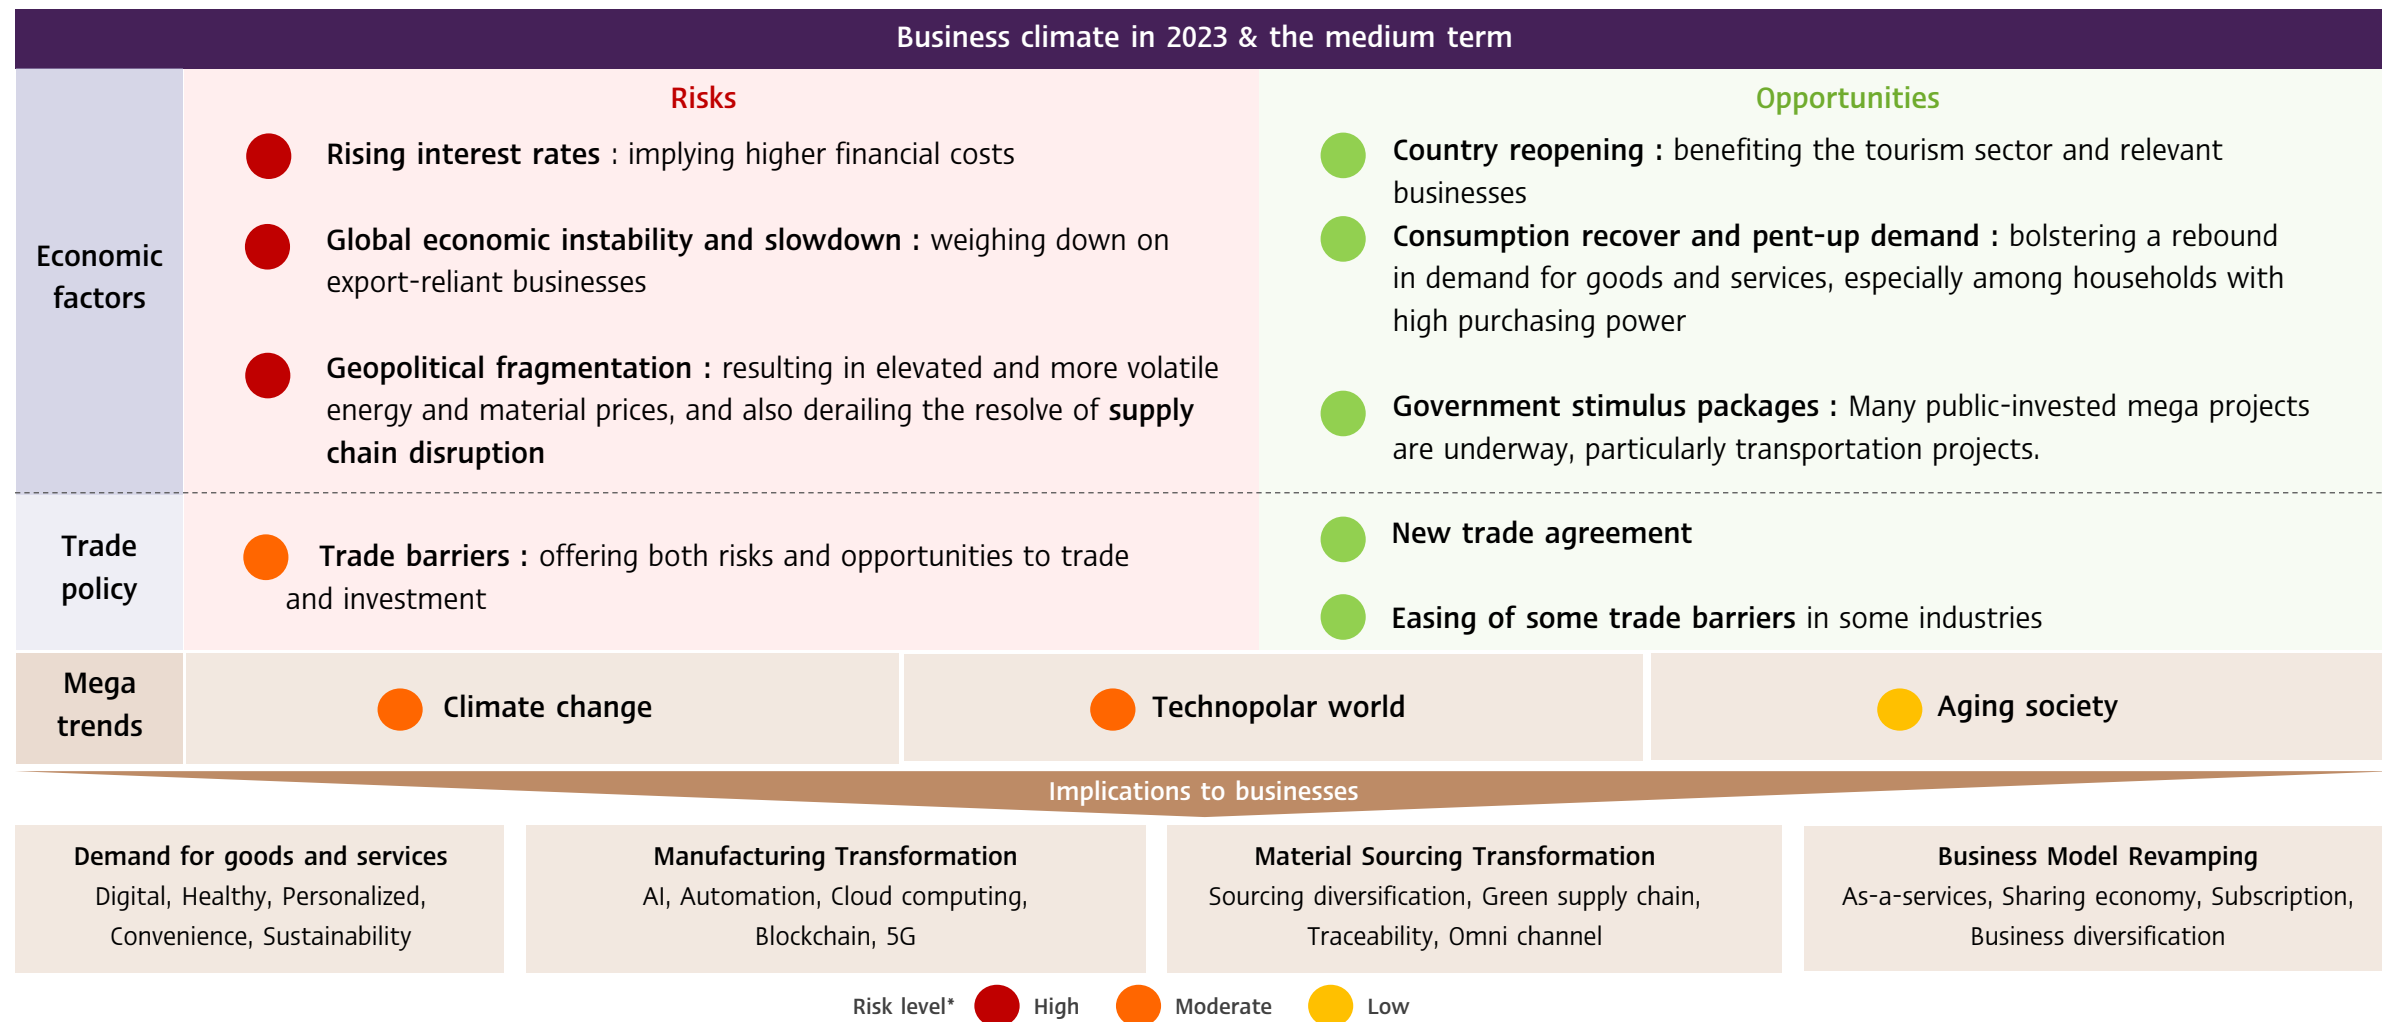 Business climate in 2023 & the medium term
Economic
factors
Risks
Rising interest rates : implying higher financial costs
Global economic instability and slowdown : weighing down on
export-reliant businesses
Geopolitical fragmentation : resulting in elevated and more volatile
energy and material prices, and also derailing the resolve of supply
chain disruption
Opportunities
Country reopening : benefiting the tourism sector and relevant
businesses
Consumption recover and pent-up demand : bolstering a rebound
in demand for goods and services, especially among households with
high purchasing power
Government stimulus packages : Many public-invested mega projects
are underway, particularly transportation projects.
Trade
policy
Trade barriers : offering both risks and opportunities to trade
and investment
New trade agreement
Easing of some trade barriers in some industries
Mega
trends
Climate change
Technopolar world
Aging society
Implications to businesses
Demand for goods and services
Digital, Healthy, Personalized,
Convenience, Sustainability
Manufacturing Transformation
AI, Automation, Cloud computing,
Blockchain, 5G
Material Sourcing Transformation
Sourcing diversification, Green supply chain,
Traceability, Omni channel
Business Model Revamping
As-a-services, Sharing economy, Subscription,
Business diversification
Risk level* High Moderate Low